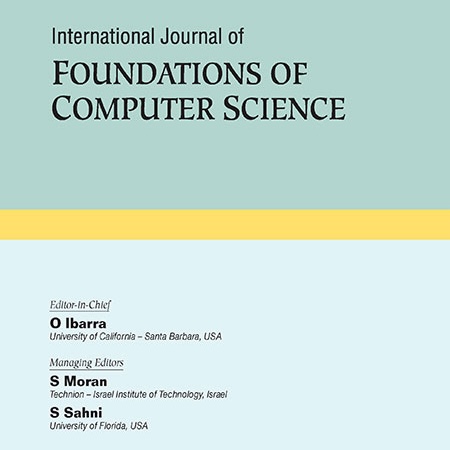 International Journal of
FOUNDATIONS OF
COMPUTER SCIENCE
Editor-in-Chief
O Ibarra
University of California – Santa Barbara, USA
Managing Editors
S Moran
Technion – Israel Institute of Technology, Israel
S Sahni
University of Florida, USA